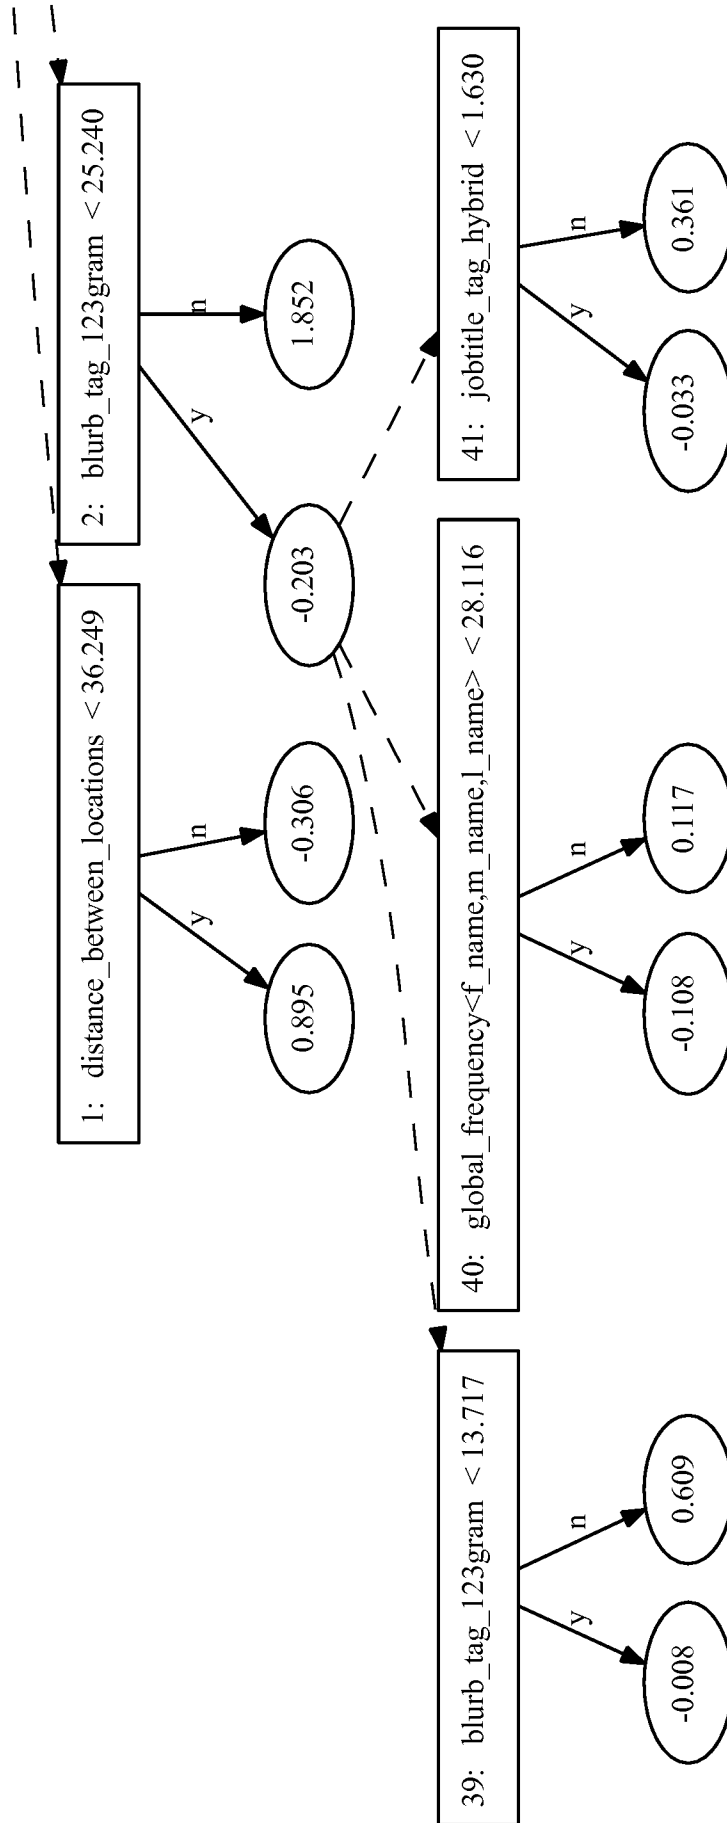 1: distance_between_locations < 36.249
2: blurb_tag_123gram < 25.240
y
n
y
n
0.895
-0.306
-0.203
1.852
39: blurb_tag_123gram < 13.717
40: global_frequency<f_name,m_name,l_name> < 28.116
41: jobtitle_tag_hybrid < 1.630
y
n
y
n
y
n
-0.008
0.609
-0.108
0.117
-0.033
0.361